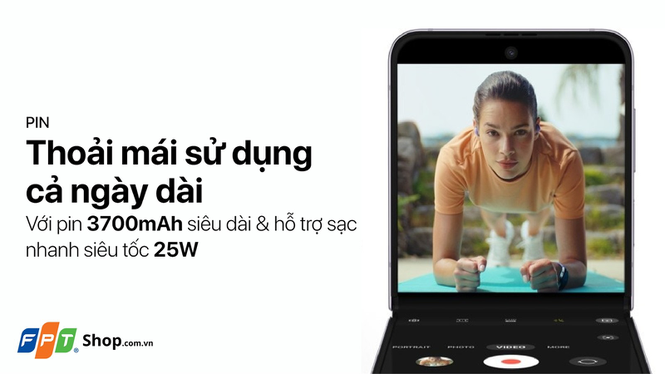 PIN
Thoải mái sử dụng
cả ngày dài
Với pin 3700mAh siêu dài & hỗ trợ sạc
nhanh siêu tốc 25W
FPT Shop.com.vn
PORTRAIT PHOTO VIDEO MORE